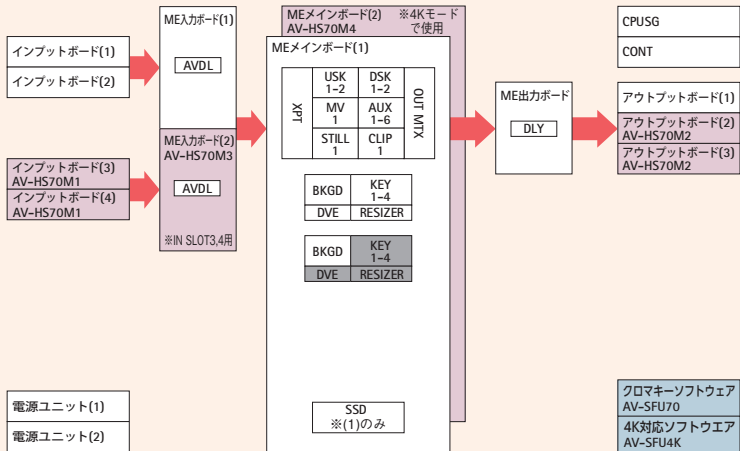 インプットボード(1)
インプットボード(2)
インプットボード(3)
AV-HS70M1
インプットボード(4)
AV-HS70M1
ME入力ボード(1)
AVDL
ME入力ボード(2)
AV-HS70M3
AVDL
※IN SLOT3,4用
MEメインボード(2) ※4Kモード
AV-HS70M4 で使用
MEメインボード(1)
XPT
USK
1-2
DSK
1-2
MV
1
AUX
1-6
STILL
1
CLIP
1
OUT MTX
BKGD
KEY
1-4
DVE
RESIZER
BKGD
KEY
1-4
DVE
RESIZER
SSD
※(1)のみ
ME出力ボード
DLY
CPUSG
CONT
アウトプットボード(1)
アウトプットボード(2)
AV-HS70M2
アウトプットボード(3)
AV-HS70M2
電源ユニット(1)
電源ユニット(2)
クロマキーソフトウェア
AV-SFU70
4K対応ソフトウエア
AV-SFU4K